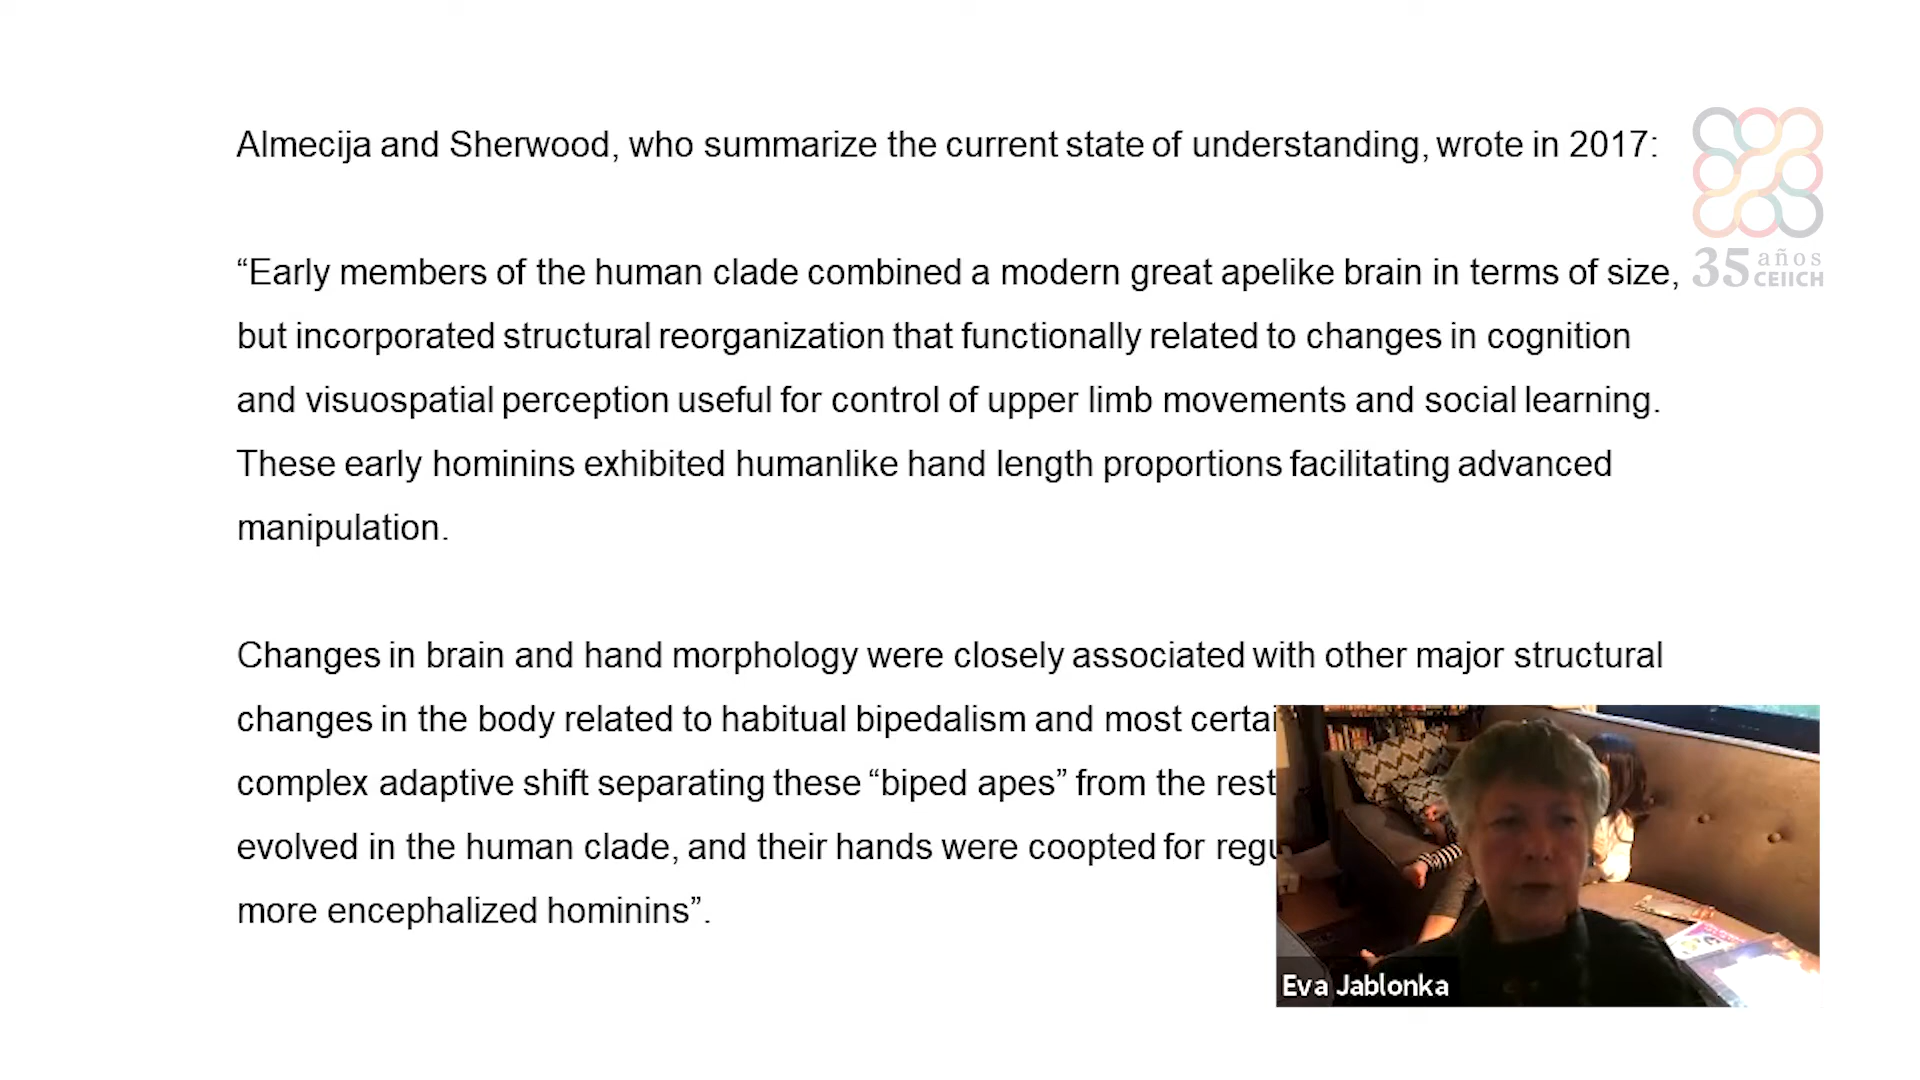 Almecija and Sherwood, who summarize the current state of understanding, wrote in 2017:
“Early members of the human clade combined a modern great apelike brain in terms of size,
but incorporated structural reorganization that functionally related to changes in cognition
and visuospatial perception useful for control of upper limb movements and social learning.
These early hominins exhibited humanlike hand length proportions facilitating advanced
manipulation.
Changes in brain and hand morphology were closely associated with other major structural
changes in the body related to habitual bipedalism and most
complex adaptive shift separating these “biped apes” from the rest
evolved in the human clade, and their hands were coopted for
more encephalized hominins”.
35 años
CEIICH
Eva Jablonka